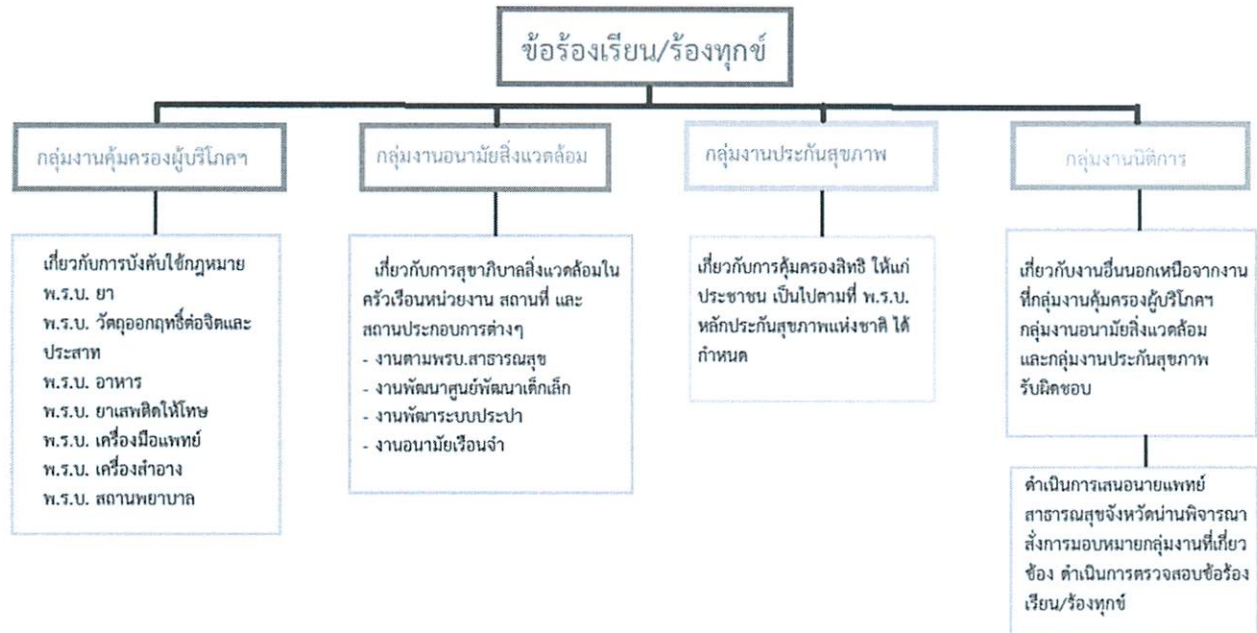 ข้อร้องเรียน/ร้องทุกข์
กลุ่มงานคุ้มครองผู้บริโภคฯ
กลุ่มงานอนามัยสิ่งแวดล้อม
กลุ่มงานประกันสุขภาพ
กลุ่มงานนิติการ
เกี่ยวกับการบังคับใช้กฎหมาย
พ.ร.บ. ยา
พ.ร.บ. วัตถุออกฤทธิ์ต่อจิตและ
ประสาท
พ.ร.บ. อาหาร
พ.ร.บ. ยาเสพติดให้โทษ
พ.ร.บ. เครื่องมือแพทย์
พ.ร.บ. เครื่องสำอาง
พ.ร.บ. สถานพยาบาล
เกี่ยวกับการสุขาภิบาลสิ่งแวดล้อมใน
ครัวเรือนหน่วยงาน สถานที่ และ
สถานประกอบการต่างๆ
- งานตามพรบ.สาธารณสุข
- งานพัฒนาศูนย์พัฒนาเด็กเล็ก
- งานพัฒาระบบประปา
- งานอนามัยเรือนจำ
เกี่ยวกับการคุ้มครองสิทธิ ให้แก่
ประชาชน เป็นไปตามที่ พ.ร.บ.
หลักประกันสุขภาพแห่งชาติ ได้
กำหนด
เกี่ยวกับงานอื่นนอกเหนือจากงาน
ที่กลุ่มงานคุ้มครองผู้บริโภคฯ
กลุ่มงานอนามัยสิ่งแวดล้อม
และกลุ่มงานประกันสุขภาพ
รับผิดชอบ
ดำเนินการเสนอนายแพทย์
สาธารณสุขจังหวัดน่านพิจารณา
สั่งการมอบหมายกลุ่มงานที่เกี่ยว
ข้อง ดำเนินการตรวจสอบข้อร้อง
เรียน/ร้องทุกข์